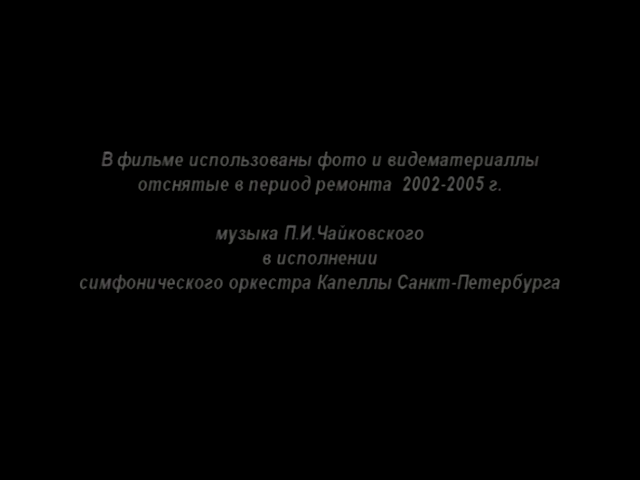 В фильме использованы фото и видематериаллы
отснятые в период ремонта 2002-2005 г.
музыка П.И.Чайковского
в исполнении
симфонического оркестра Капеллы Санкт-Петербурга